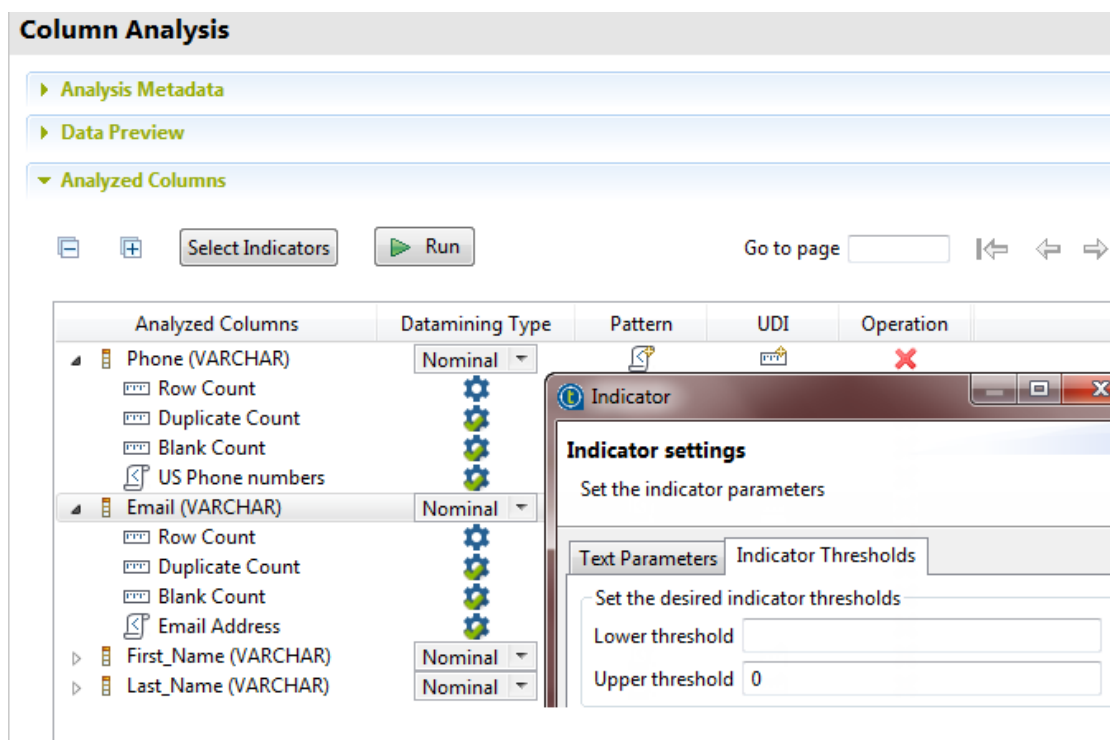 Column Analysis
Analysis Metadata
Data Preview
Analyzed Columns
Select Indicators Run Go to page
Analyzed Columns Datamining Type Pattern UDI Operation
Phone (VARCHAR) Nominal
Row Count
Duplicate Count
Blank Count
US Phone numbers
Email (VARCHAR) Nominal
Row Count
Duplicate Count
Blank Count
Email Address
First_Name (VARCHAR) Nominal
Last_Name (VARCHAR) Nominal
Indicator
Indicator settings
Set the indicator parameters
Text Parameters Indicator Thresholds
Set the desired indicator thresholds
Lower threshold
Upper threshold 0